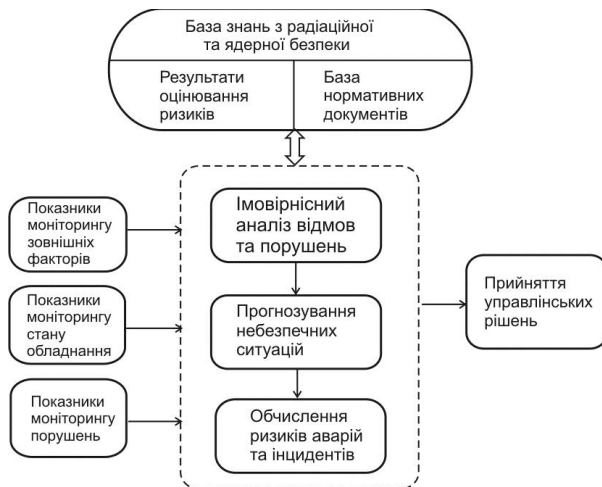 База знань з радіаційної
та ядерної безпеки
Результати
оцінювання
ризиків
База
нормативних
документів
Показники
моніторингу
зовнішніх
факторів
Показники
моніторингу
стану
обладнання
Показники
моніторингу
порушень
Імовірнісний
аналіз відмов
та порушень
Прогнозування
небезпечних
ситуацій
Обчислення
ризиків аварій
та інцидентів
Прийняття
управлінських
рішень